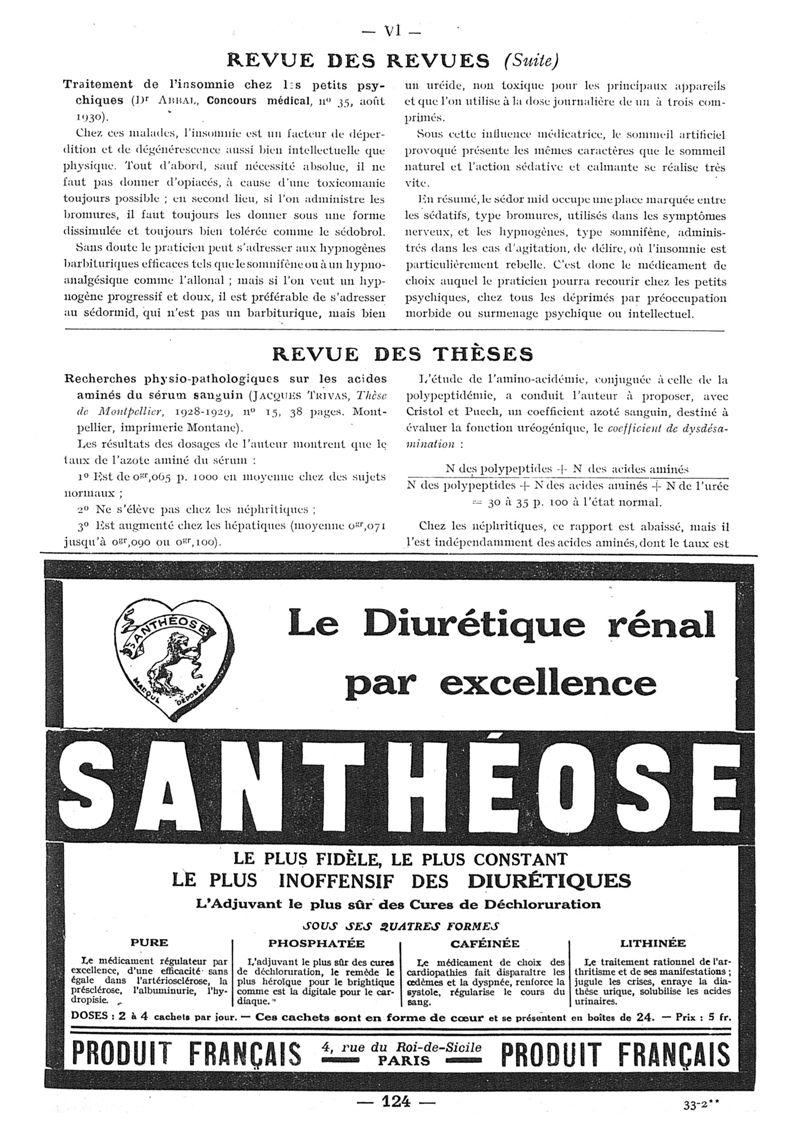 — VI —
REVUE DES REVUES (Suite)
Traitement de l'insomnie chez les petits psy-
chiques (Dr ABBAL, Concours médical, nº 35, août
1930).
Chez ces malades, l'insomnie est un facteur de déper-
dition et de dégénérescence aussi bien intellectuelle que
physique. Tout d'abord, sauf nécessité absolue, il ne
faut pas donner d'opiacés, à cause d'une toxicomanie
toujours possible ; en second lieu, si l'on administre les
bromures, il faut toujours les donner sous une forme
dissimulée et toujours bien tolérée comme le sédobrol.
Sans doute le praticien peut s'adresser aux hypnogènes
barbituriques efficaces tels que le somnifène ou à un hypno-
analgésique comme l'allonal ; mais si l'on veut un hyp-
nogène progressif et doux, il est préférable de s'adresser
au sédormid, qui n'est pas un barbiturique, mais bien
un uréide, non toxique pour les principaux appareils
et que l'on utilise à la dose journalière de un à trois com-
primés.
Sous cette influence médicatrice, le sommeil artificiel
provoqué présente les mêmes caractères que le sommeil
naturel et l'action sédative et calmante se réalise très
vite.
En résumé, le sédor mid occupe une place marquée entre
les sédatifs, type bromures, utilisés dans les symptômes
nerveux, et les hypnogènes, type somnifène, adminis-
trés dans les cas d'agitation, de délire, où l'insomnie est
particulièrement rebelle. C'est donc le médicament de
choix auquel le praticien pourra recourir chez les petits
psychiques, chez tous les déprimés par préoccupation
morbide ou surmenage psychique ou intellectuel.
REVUE DES THÈSES
Recherches physio-pathologiques sur les acides
aminés du sérum sanguin (JACQUES TRIVAS, Thèse
de Montpellier, 1928-1929, nº 15, 38 pages. Mont-
pellier, imprimerie Montane).
Les résultats des dosages de l'auteur montrent que le
taux de l'azote aminé du sérum :
1º Est de 0gr,065 p. 1000 en moyenne chez des sujets
normaux ;
2º Ne s'élève pas chez les néphritiques ;
3º Est augmenté chez les hépatiques (moyenne 0gr,071
jusqu'à 0gr,090 ou 0gr,100).
L'étude de l'amino-acidémie, conjuguée à celle de la
polypeptidémie, a conduit l'auteur à proposer, avec
Cristol et Puech, un coefficient azoté sanguin, destiné à
évaluer la fonction uréogénique, le coefficient de dysdésa-
mination :
N des polypeptides + N des acides aminés
N des polypeptides + N des acides aminés + N de l'urée
= 30 à 35 p. 100 à l'état normal.
Chez les néphritiques, ce rapport est abaissé, mais il
l'est indépendamment des acides aminés, dont le taux est
SANTHÉOSE
MARQUE DÉPOSÉE
Le Diurétique rénal
par excellence
SANTHÉOSE
LE PLUS FIDÈLE, LE PLUS CONSTANT
LE PLUS INOFFENSIF DES DIURÉTIQUES
L'Adjuvant le plus sûr des Cures de Déchloruration
SOUS SES QUATRES FORMES
PURE
Le médicament régulateur par
excellence, d'une efficacité sans
égale dans l'artériosclérose, la
présclérose, l'albuminurie, l'hy-
dropisie.
PHOSPHATÉE
L'adjuvant le plus sûr des cures
de déchloruration, le remède le
plus héroïque pour le brightique
comme est la digitale pour le car-
diaque.
CAFÉINÉE
Le médicament de choix des
cardiopathies fait disparaître les
œdèmes et la dyspnée, renforce la
systole, régularise le cours du
sang.
LITHINÉE
Le traitement rationnel de l'ar-
thritisme et de ses manifestations ;
jugule les crises, enraye la dia-
thèse urique, solubilise les acides
urinaires.
DOSES : 2 à 4 cachets par jour. — Ces cachets sont en forme de cœur et se présentent en boîtes de 24. — Prix : 5 fr.
PRODUIT FRANÇAIS
4, rue du Roi-de-Sicile
PARIS
PRODUIT FRANÇAIS
— 124 —
33-2**